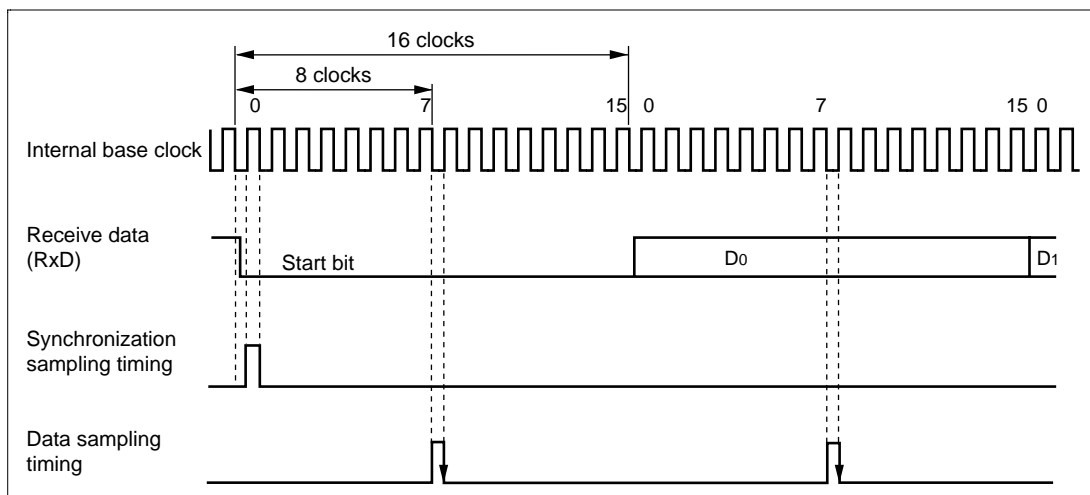 16 clocks
8 clocks
0 7 15 0 7 15 0
Internal base clock
Receive data
(RxD)
Start bit D0 D1
Synchronization
sampling timing
Data sampling
timing